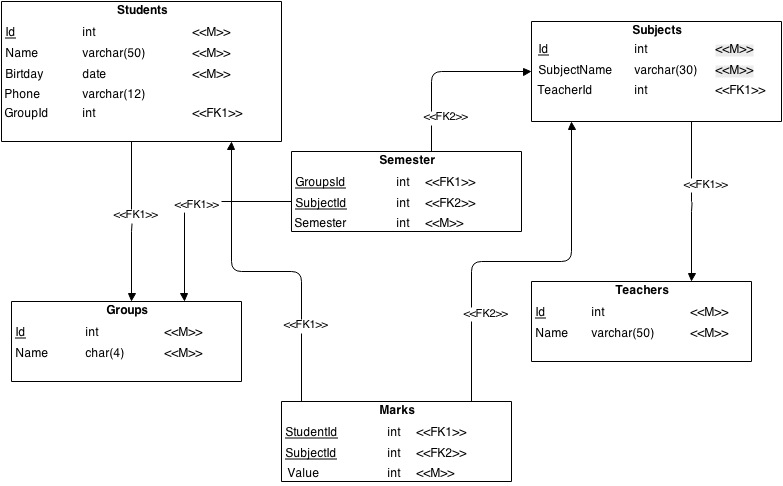 Students
Id int <<M>>
Name varchar(50) <<M>>
Birtday date <<M>>
Phone varchar(12)
GroupId int <<FK1>>
Subjects
Id int <<M>>
SubjectName varchar(30) <<M>>
TeacherId int <<FK1>>
<<FK2>>
Semester
GroupsId int <<FK1>>
SubjectId int <<FK2>>
Semester int <<M>>
<<FK1>>
<<FK1>>
<<FK1>>
Groups
Id int <<M>>
Name char(4) <<M>>
<<FK1>>
<<FK2>>
Teachers
Id int <<M>>
Name varchar(50) <<M>>
Marks
StudentId int <<FK1>>
SubjectId int <<FK2>>
Value int <<M>>